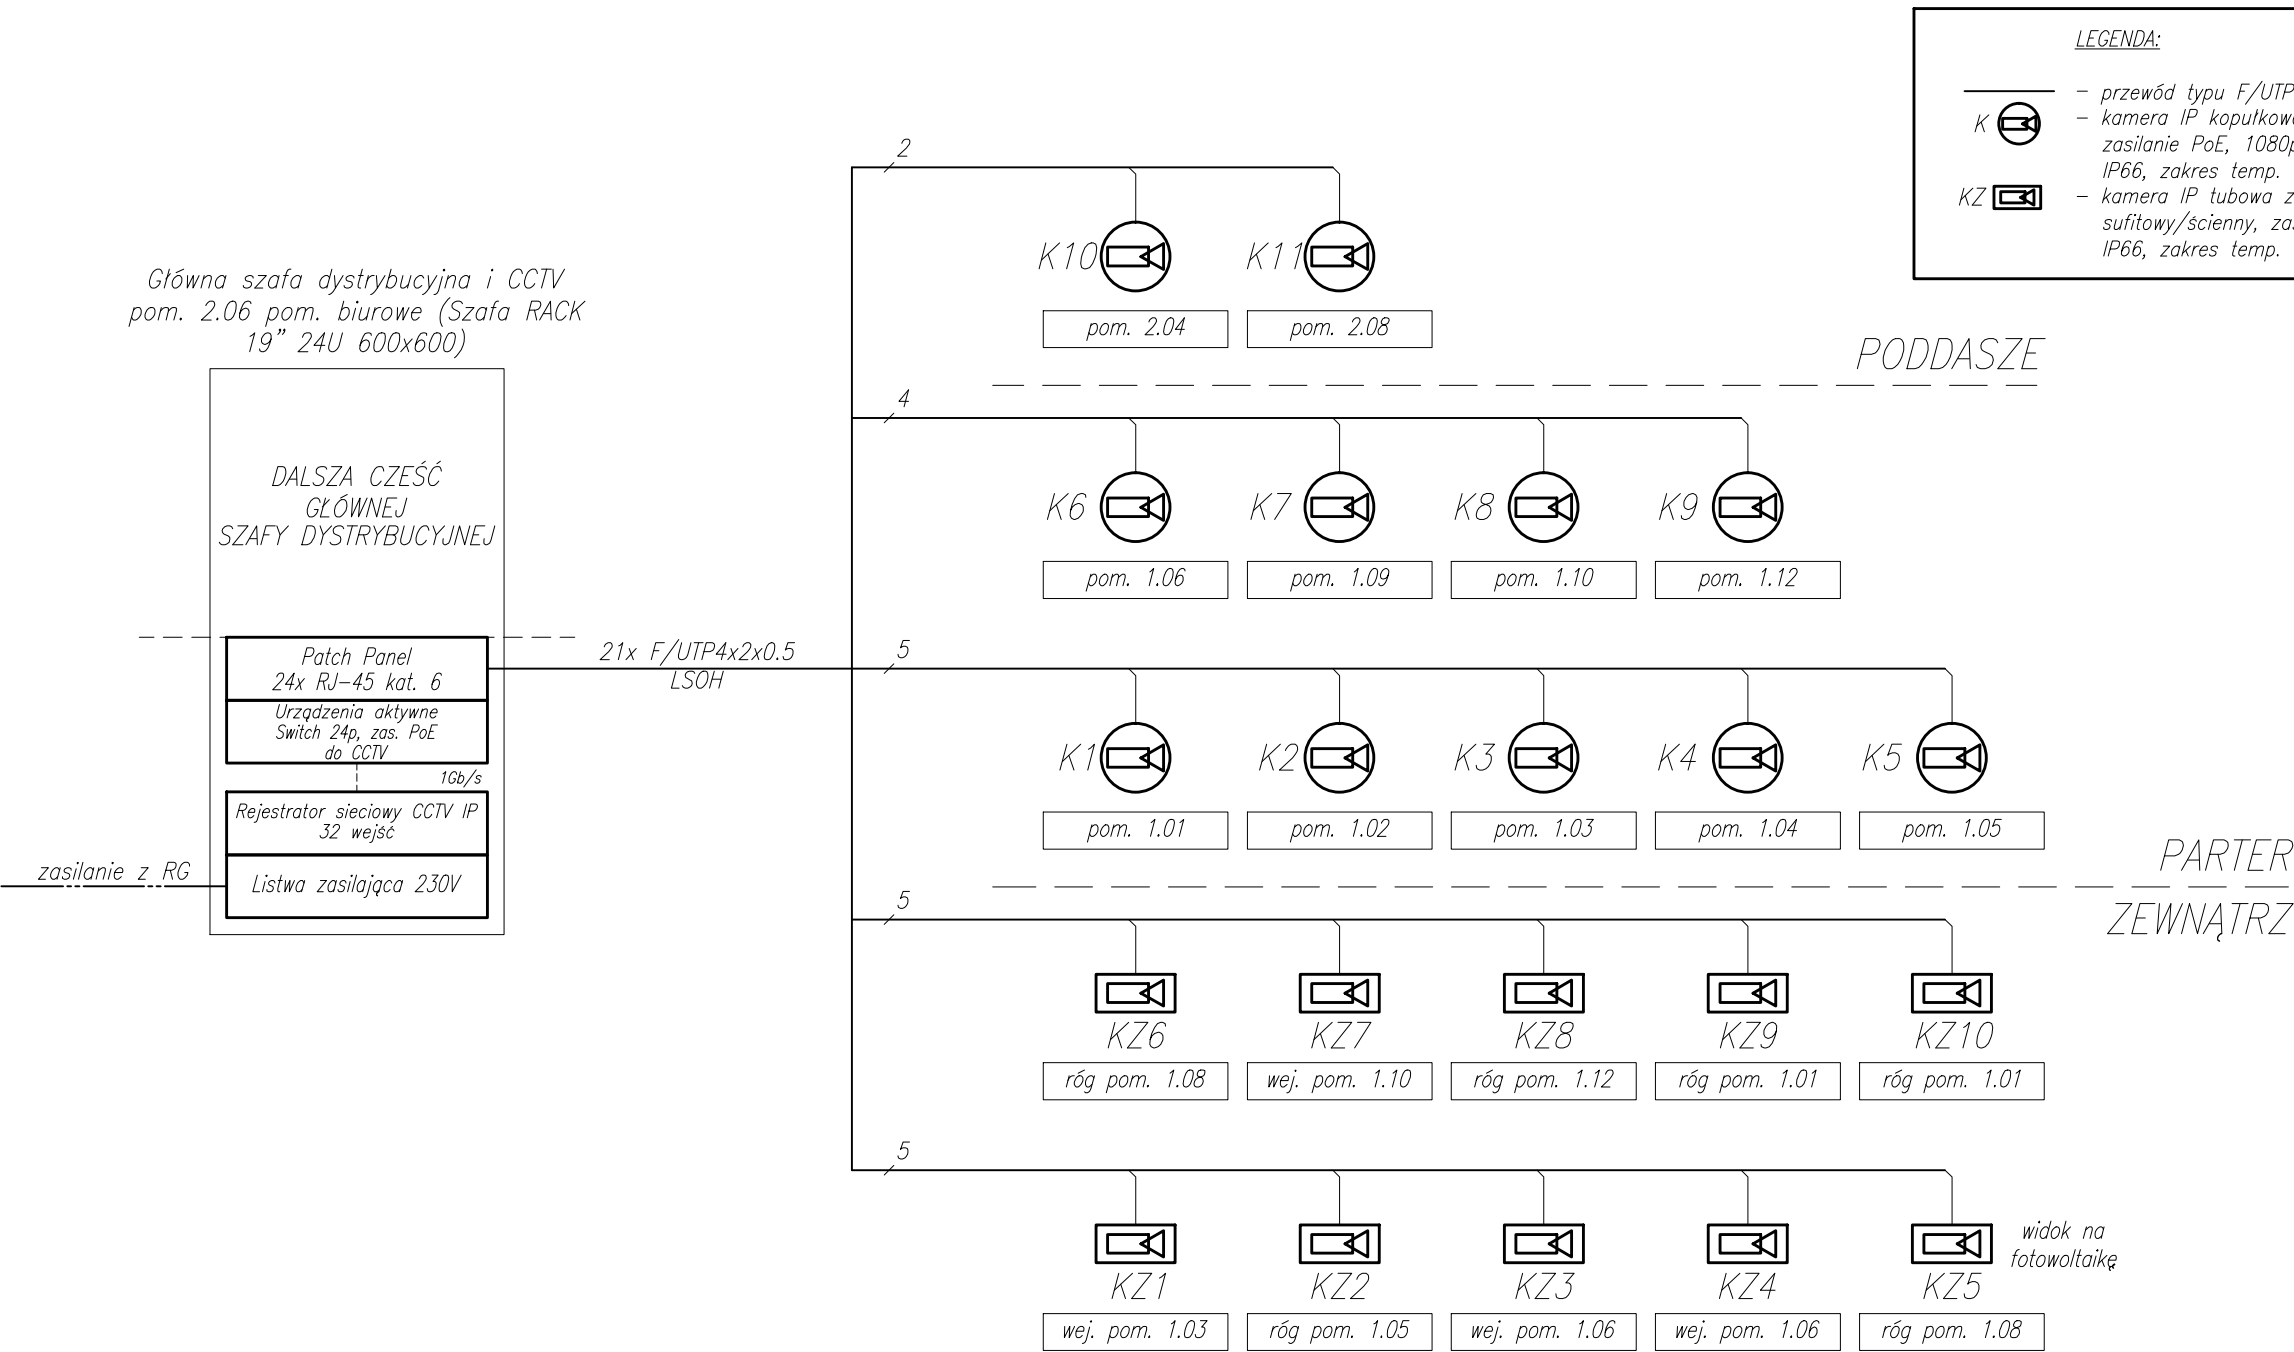 LEGENDA:
– przewód typu F/UTP
K – kamera IP kopułkowa
zasilanie PoE, 1080p
IP66, zakres temp.
KZ – kamera IP tubowa z
sufitowy/ścienny, zas
IP66, zakres temp.
Główna szafa dystrybucyjna i CCTV
pom. 2.06 pom. biurowe (Szafa RACK
19" 24U 600x600)
DALSZA CZEŚĆ
GŁÓWNEJ
SZAFY DYSTRYBUCYJNEJ
Patch Panel
24x RJ-45 kat. 6
Urządzenia aktywne
Switch 24p, zas. PoE
do CCTV
1Gb/s
Rejestrator sieciowy CCTV IP
32 wejść
Listwa zasilająca 230V
zasilanie z RG
21x F/UTP4x2x0.5
LSOH
2
K10 K11
pom. 2.04 pom. 2.08
PODDASZE
4
K6 K7 K8 K9
pom. 1.06 pom. 1.09 pom. 1.10 pom. 1.12
5
K1 K2 K3 K4 K5
pom. 1.01 pom. 1.02 pom. 1.03 pom. 1.04 pom. 1.05
PARTER
ZEWNĄTRZ
5
KZ6 KZ7 KZ8 KZ9 KZ10
róg pom. 1.08 wej. pom. 1.10 róg pom. 1.12 róg pom. 1.01 róg pom. 1.01
5
widok na
fotowoltaikę
KZ1 KZ2 KZ3 KZ4 KZ5
wej. pom. 1.03 róg pom. 1.05 wej. pom. 1.06 wej. pom. 1.06 róg pom. 1.08